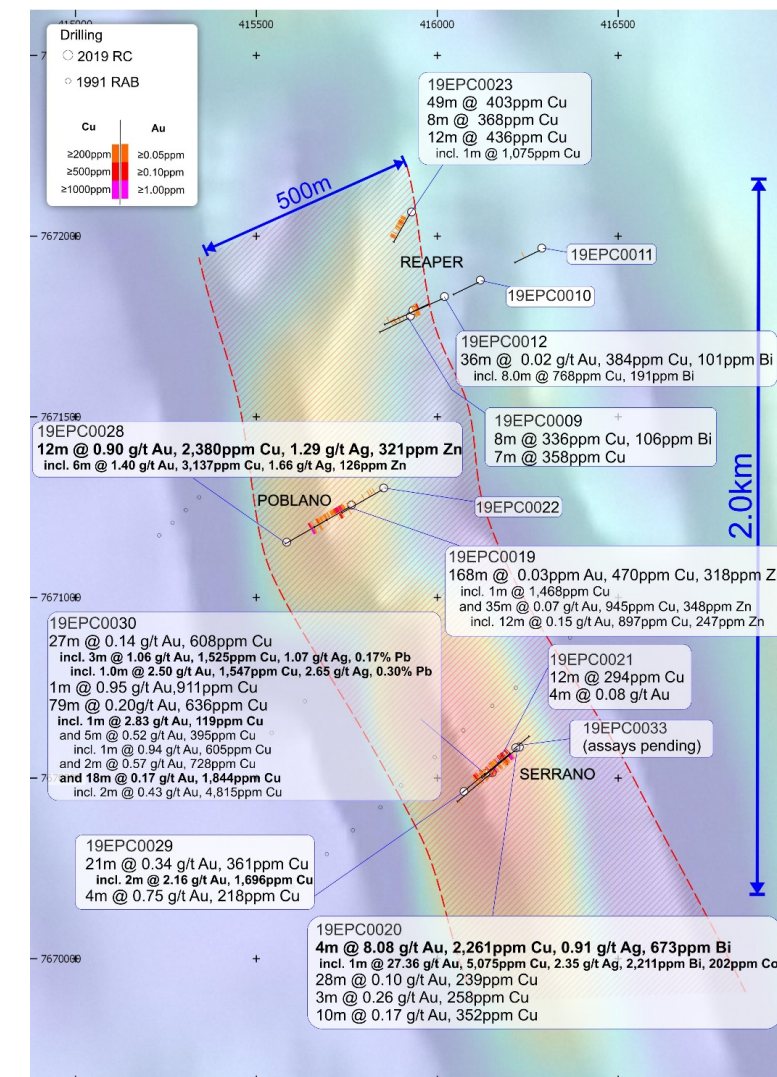 415000
415500
416000
416500
Drilling
2019 RC
1991 RAB
Cu
Au
≥200ppm
≥0.05ppm
≥500ppm
≥0.10ppm
≥1000ppm
≥1.00ppm
19EPC0023
49m @ 403ppm Cu
8m @ 368ppm Cu
12m @ 436ppm Cu
incl. 1m @ 1,075ppm Cu
500m
7672000
REAPER
19EPC0011
19EPC0010
19EPC0012
36m @ 0.02 g/t Au, 384ppm Cu, 101ppm Bi
incl. 8.0m @ 768ppm Cu, 191ppm Bi
7671500
19EPC0009
8m @ 336ppm Cu, 106ppm Bi
7m @ 358ppm Cu
19EPC0028
12m @ 0.90 g/t Au, 2,380ppm Cu, 1.29 g/t Ag, 321ppm Zn
incl. 6m @ 1.40 g/t Au, 3,137ppm Cu, 1.66 g/t Ag, 126ppm Zn
POBLANO
19EPC0022
2.0km
19EPC0019
168m @ 0.03ppm Au, 470ppm Cu, 318ppm Z
incl. 1m @ 1,468ppm Cu
and 35m @ 0.07 g/t Au, 945ppm Cu, 348ppm Zn
incl. 12m @ 0.15 g/t Au, 897ppm Cu, 247ppm Zn
7671000
19EPC0030
27m @ 0.14 g/t Au, 608ppm Cu
incl. 3m @ 1.06 g/t Au, 1,525ppm Cu, 1.07 g/t Ag, 0.17% Pb
incl. 1.0m @ 2.50 g/t Au, 1,547ppm Cu, 2.65 g/t Ag, 0.30% Pb
1m @ 0.95 g/t Au,911ppm Cu
79m @ 0.20g/t Au, 636ppm Cu
incl. 1m @ 2.83 g/t Au, 119ppm Cu
and 5m @ 0.52 g/t Au, 395ppm Cu
incl. 1m @ 0.94 g/t Au, 605ppm Cu
and 2m @ 0.57 g/t Au, 728ppm Cu
and 18m @ 0.17 g/t Au, 1,844ppm Cu
incl. 2m @ 0.43 g/t Au, 4,815ppm Cu
19EPC0021
12m @ 294ppm Cu
4m @ 0.08 g/t Au
19EPC0033
(assays pending)
SERRANO
19EPC0029
21m @ 0.34 g/t Au, 361ppm Cu
incl. 2m @ 2.16 g/t Au, 1,696ppm Cu
4m @ 0.75 g/t Au, 218ppm Cu
19EPC0020
4m @ 8.08 g/t Au, 2,261ppm Cu, 0.91 g/t Ag, 673ppm Bi
incl. 1m @ 27.36 g/t Au, 5,075ppm Cu, 2.35 g/t Ag, 2,211ppm Bi, 202ppm Co
28m @ 0.10 g/t Au, 239ppm Cu
3m @ 0.26 g/t Au, 258ppm Cu
10m @ 0.17 g/t Au, 352ppm Cu
7670000